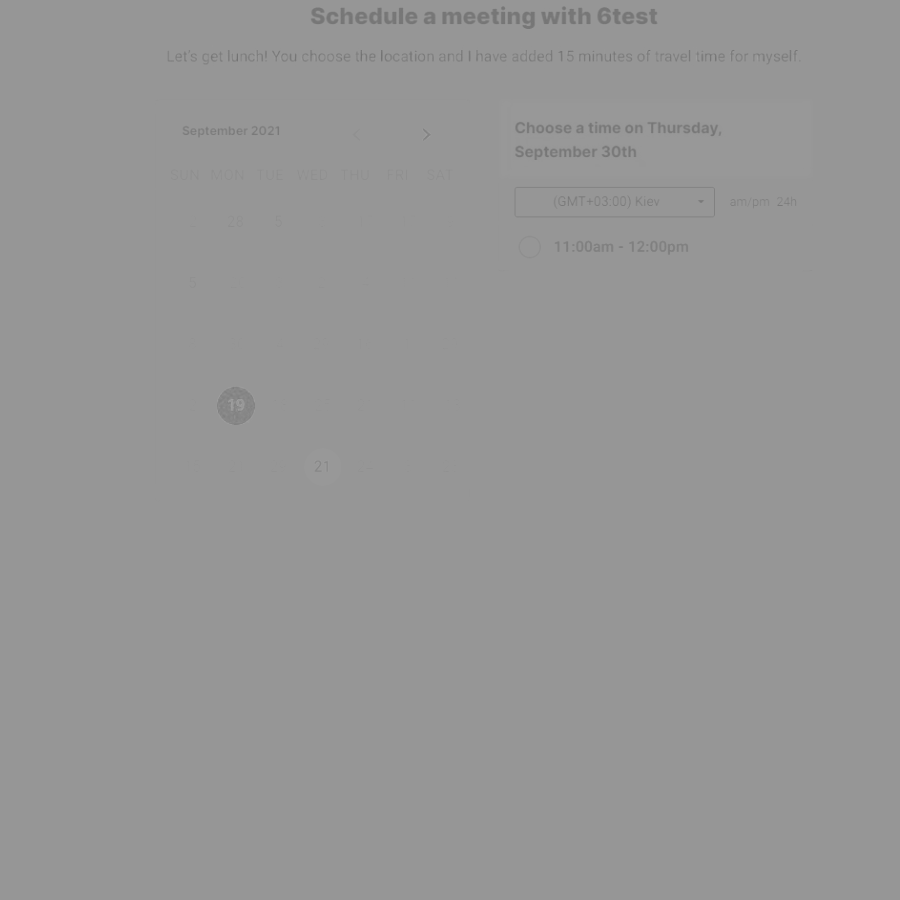 Schedule a meeting with 6test
Let's get lunch! You choose the location and I have added 15 minutes of travel time for myself.
September 2021
SUN MON TUE WED THU FRI SAT
28
5
19
21
Choose a time on Thursday,
September 30th
(GMT+03:00) Kiev
am/pm 24h
11:00am - 12:00pm